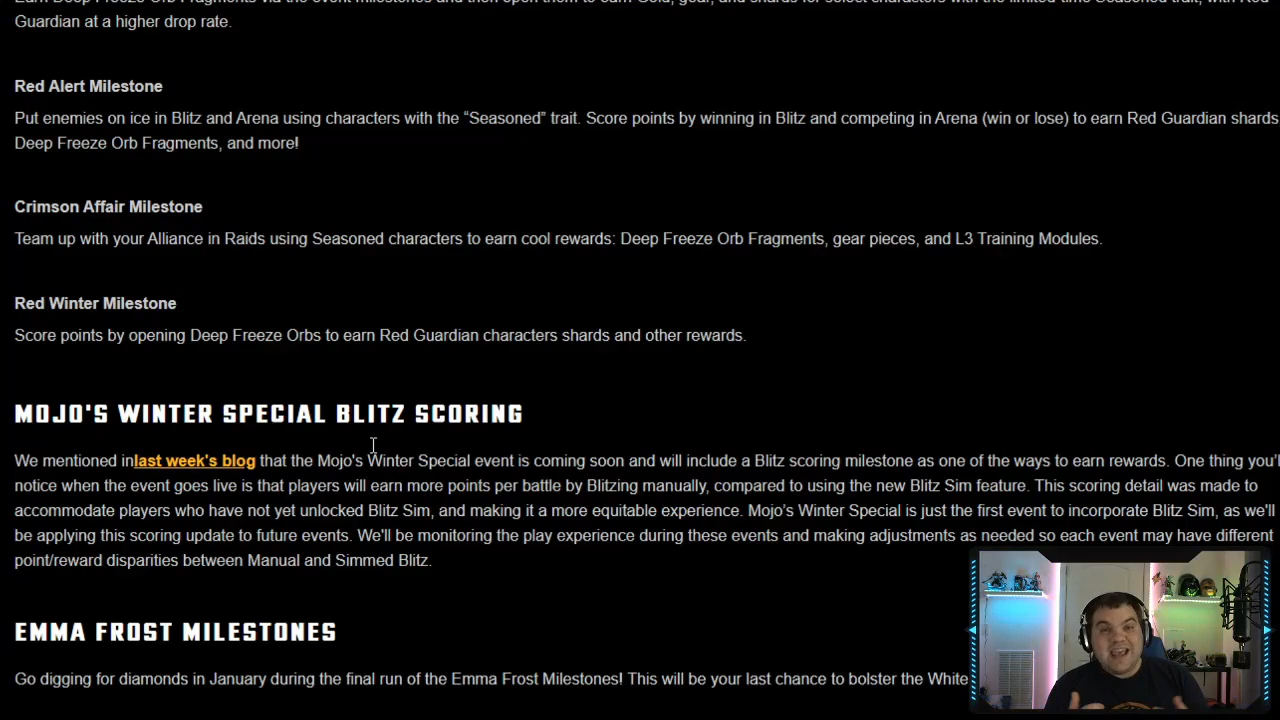 Earn Deep Freeze Orb Fragments via the event milestones and then open them to earn Gold, gear, and shards for select characters with the limited time Seasoned trait, with Red
Guardian at a higher drop rate.
Red Alert Milestone
Put enemies on ice in Blitz and Arena using characters with the “Seasoned” trait. Score points by winning in Blitz and competing in Arena (win or lose) to earn Red Guardian shards
Deep Freeze Orb Fragments, and more!
Crimson Affair Milestone
Team up with your Alliance in Raids using Seasoned characters to earn cool rewards: Deep Freeze Orb Fragments, gear pieces, and L3 Training Modules.
Red Winter Milestone
Score points by opening Deep Freeze Orbs to earn Red Guardian characters shards and other rewards.
MOJO'S WINTER SPECIAL BLITZ SCORING
We mentioned inlast week's blog that the Mojo's Winter Special event is coming soon and will include a Blitz scoring milestone as one of the ways to earn rewards. One thing you'l
notice when the event goes live is that players will earn more points per battle by Blitzing manually, compared to using the new Blitz Sim feature. This scoring detail was made to
accommodate players who have not yet unlocked Blitz Sim, and making it a more equitable experience. Mojo’s Winter Special is just the first event to incorporate Blitz Sim, as we'll
be applying this scoring update to future events. We'll be monitoring the play experience during these events and making adjustments as needed so each event may have different
point/reward disparities between Manual and Simmed Blitz.
EMMA FROST MILESTONES
Go digging for diamonds in January during the final run of the Emma Frost Milestones! This will be your last chance to bolster the White